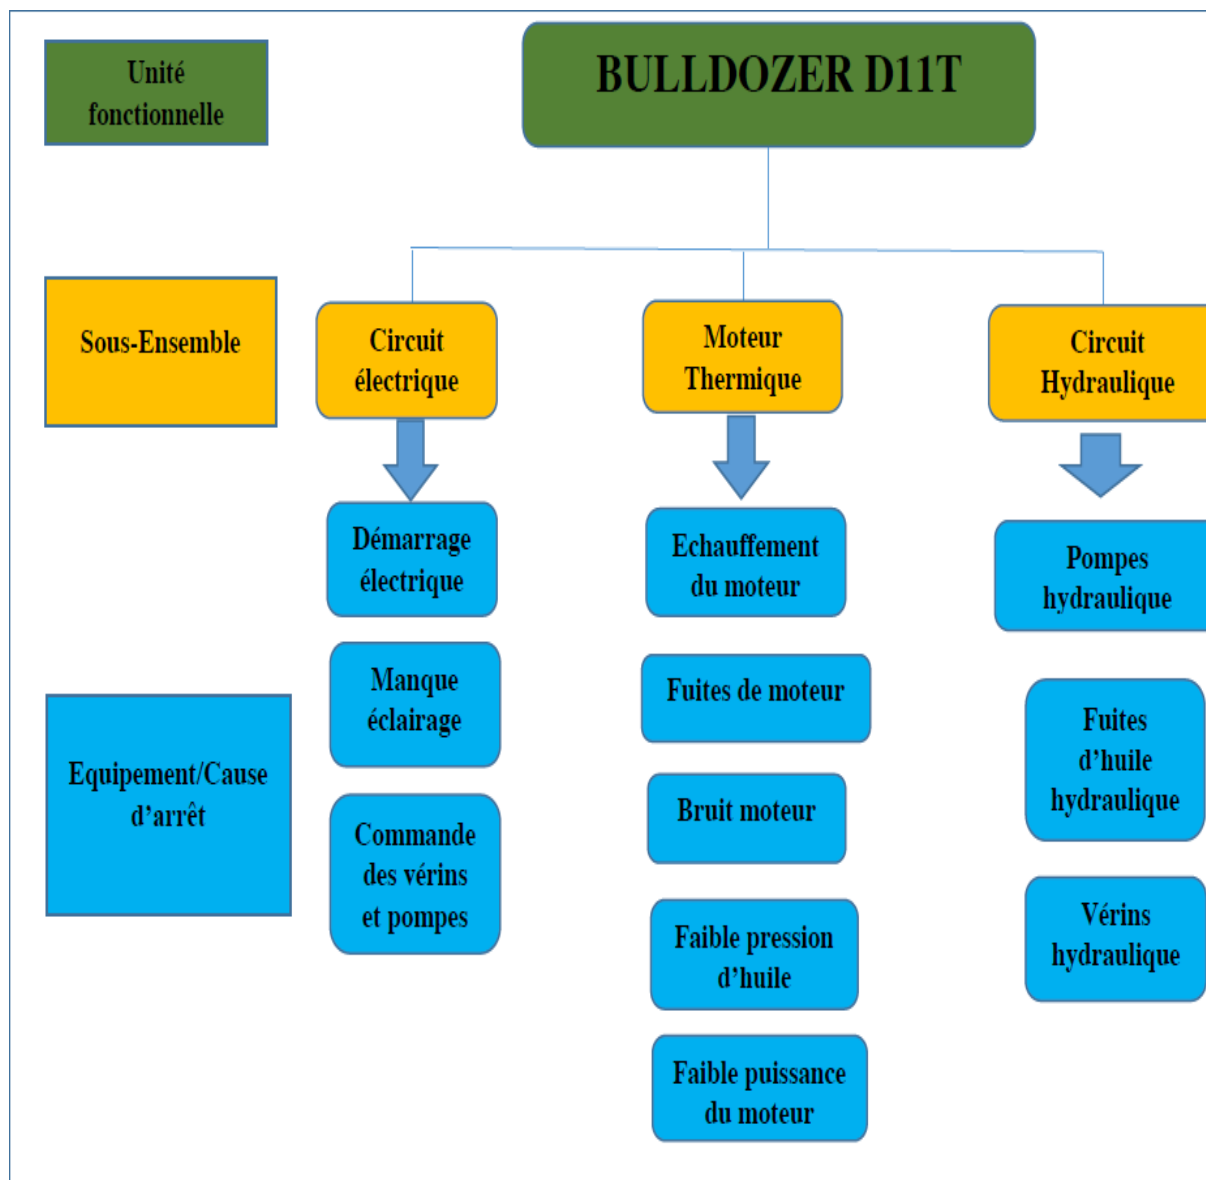 Unité
fonctionnelle
BULLDOZER D11T
Sous-Ensemble
Circuit
électrique
Moteur
Thermique
Circuit
Hydraulique
Equipement/Cause
d’arrêt
Démarrage
électrique
Manque
éclairage
Commande
des vérins
et pompes
Echauffement
du moteur
Fuites de moteur
Bruit moteur
Faible pression
d’huile
Faible puissance
du moteur
Pompes
hydraulique
Fuites
d’huile
hydraulique
Vérins
hydraulique